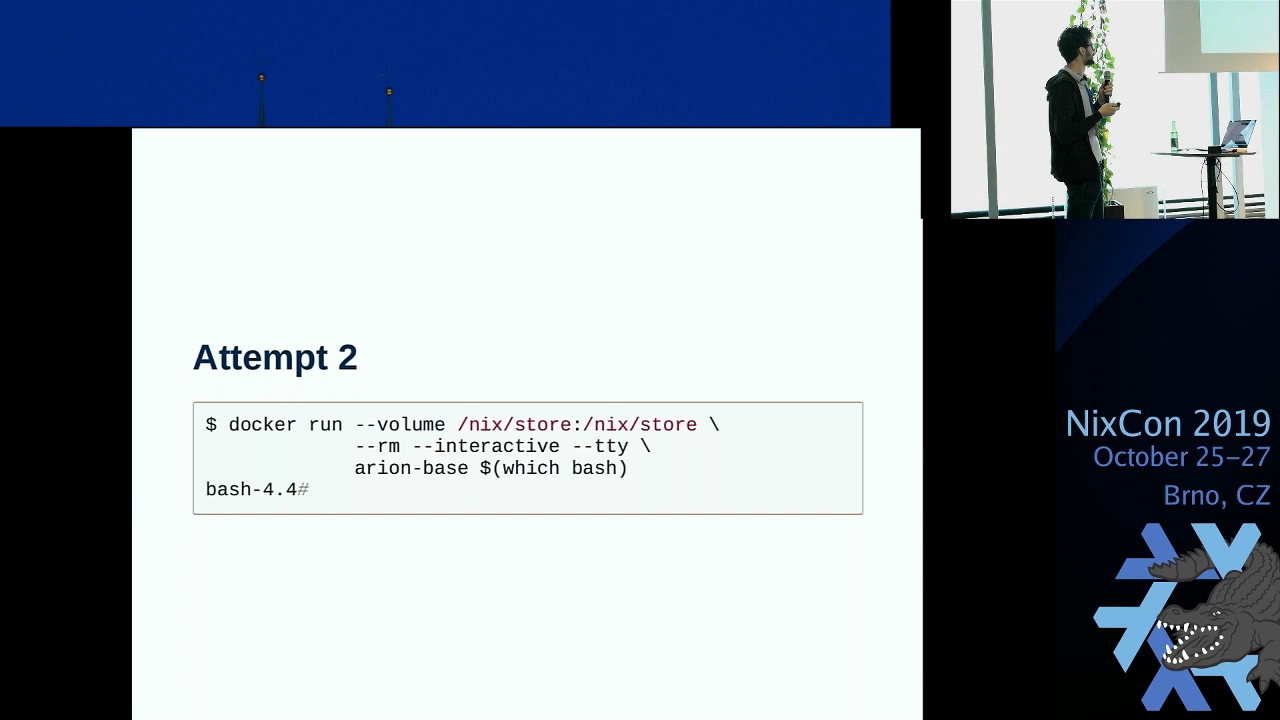 Attempt 2
$ docker run --volume /nix/store:/nix/store \
--rm --interactive --tty \
arion-base $(which bash)
bash-4.4#
NixCon 2019
October 25–27
Brno, CZ